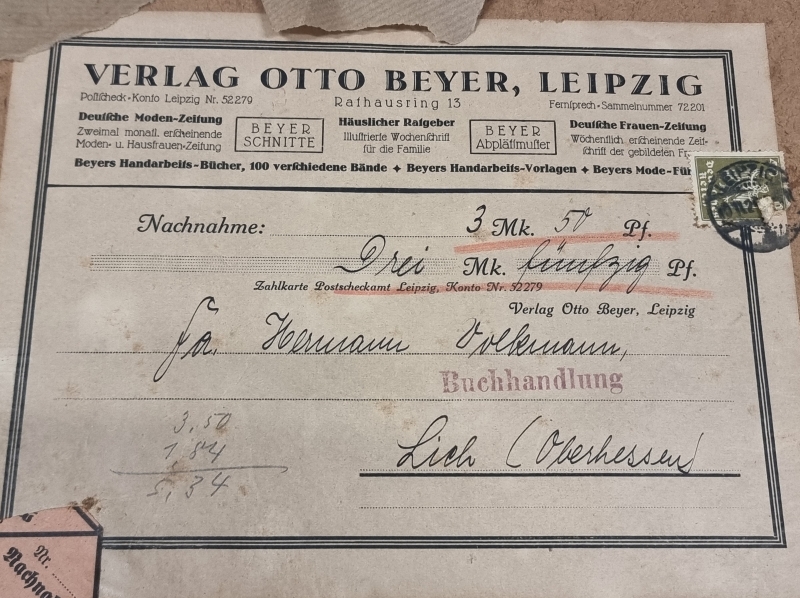 VERLAG OTTO BEYER, LEIPZIG
Postscheck-Konto Leipzig Nr. 52279
Rathausring 13
Fernsprech-Sammelnummer 72201
Deutsche Moden-Zeitung
Zweimal monatl. erscheinende
Moden- u. Hausfrauen-Zeitung
BEYER
SCHNITTE
Häuslicher Ratgeber
Illustrierte Wochenschrift
für die Familie
BEYER
Abplättmuster
Deutsche Frauen-Zeitung
Wöchentlich erscheinende Zeit-
schrift der gebildeten Fr
Beyers Handarbeits-Bücher, 100 verschiedene Bände ✦ Beyers Handarbeits-Vorlagen ✦ Beyers Mode-Fü
Nachnahme: 3 Mk. 50 Pf.
Drei Mk. fünfzig Pf.
Zahlkarte Postscheckamt Leipzig, Konto Nr. 52279
Verlag Otto Beyer, Leipzig
Fa. Hermann Volkmann,
Buchhandlung
Lich (Oberhessen)
3,50
1,84
5,34
Nr.
Nachna